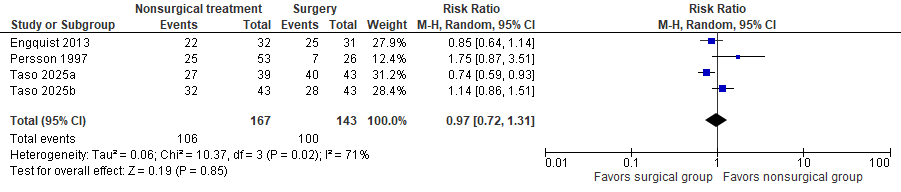 Nonsurgical treatment Surgery Risk Ratio Risk Ratio
Study or Subgroup Events Total Events Total Weight M-H, Random, 95% CI M-H, Random, 95% CI
Engquist 2013 22 32 25 31 27.9% 0.85 [0.64, 1.14]
Persson 1997 25 53 7 26 12.4% 1.75 [0.87, 3.51]
Taso 2025a 27 39 40 43 31.2% 0.74 [0.59, 0.93]
Taso 2025b 32 43 28 43 28.4% 1.14 [0.86, 1.51]
Total (95% CI) 167 143 100.0% 0.97 [0.72, 1.31]
Total events 106 100
Heterogeneity: Tau² = 0.06; Chi² = 10.37, df = 3 (P = 0.02); I² = 71%
Test for overall effect: Z = 0.19 (P = 0.85)
0.01 0.1 1 10 100
Favors surgical group Favors nonsurgical group